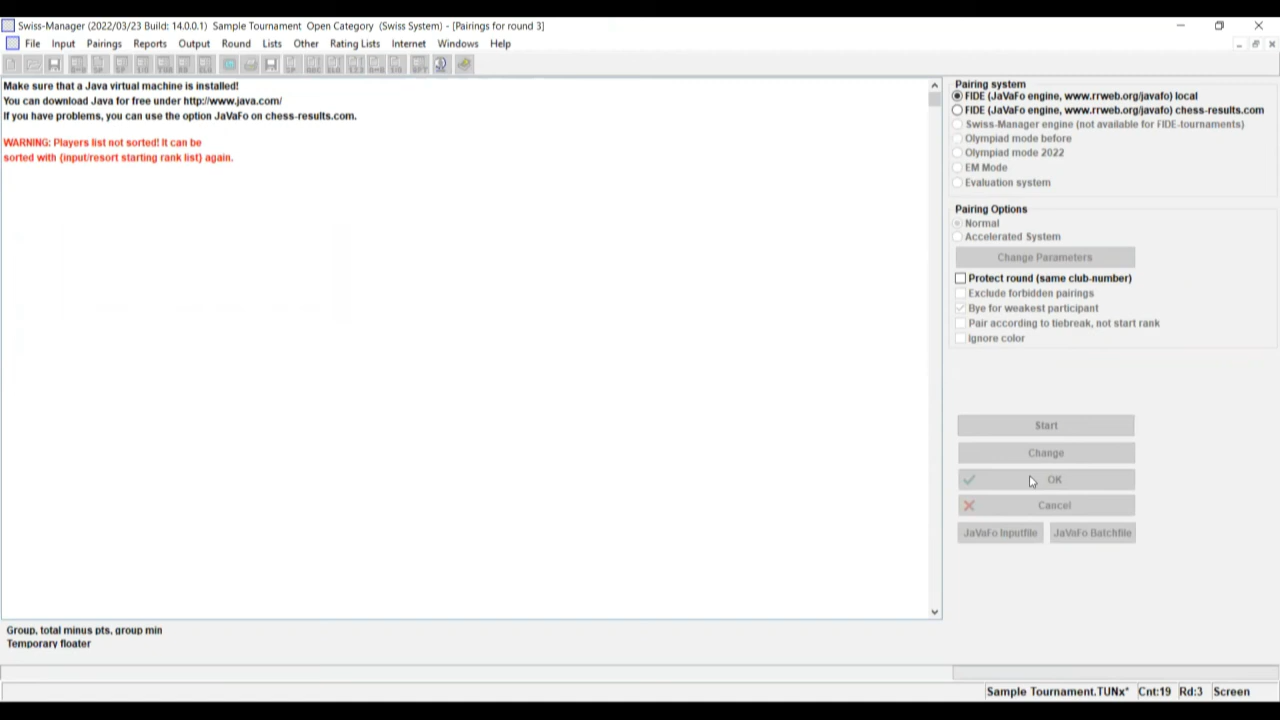 Swiss-Manager (2022/03/23 Build: 14.0.0.1) Sample Tournament Open Category (Swiss System) - [Pairings for round 3]
File Input Pairings Reports Output Round Lists Other Rating Lists Internet Windows Help
Make sure that a Java virtual machine is installed!
You can download Java for free under http://www.java.com/
If you have problems, you can use the option JaVaFo on chess-results.com.
WARNING: Players list not sorted! It can be
sorted with (input/resort starting rank list) again.
Pairing system
FIDE (JaVaFo engine, www.rrweb.org/javafo) local
FIDE (JaVaFo engine, www.rrweb.org/javafo) chess-results.com
Swiss-Manager engine (not available for FIDE-tournaments)
Olympiad mode before
Olympiad mode 2022
EM Mode
Evaluation system
Pairing Options
Normal
Accelerated System
Change Parameters
Protect round (same club-number)
Exclude forbidden pairings
Bye for weakest participant
Pair according to tiebreak, not start rank
Ignore color
Start
Change
OK
Cancel
JaVaFo Inputfile JaVaFo Batchfile
Group, total minus pts, group min
Temporary floater
Sample Tournament.TUNx* Cnt:19 Rd:3 Screen